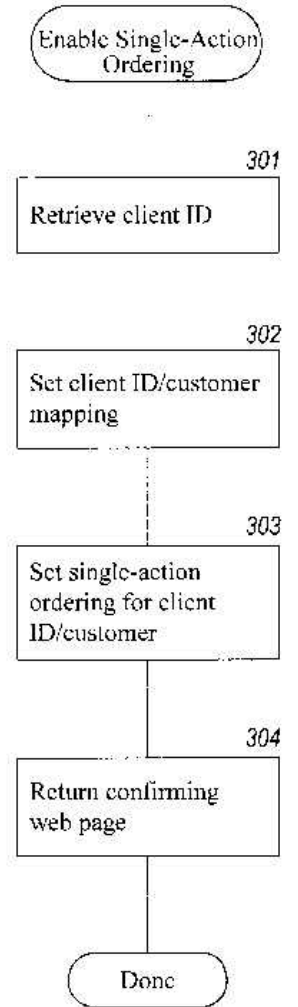 Enable Single-Action
Ordering
301
Retrieve client ID
302
Set client ID/customer
mapping
303
Set single-action
ordering for client
ID/customer
304
Return confirming
web page
Done